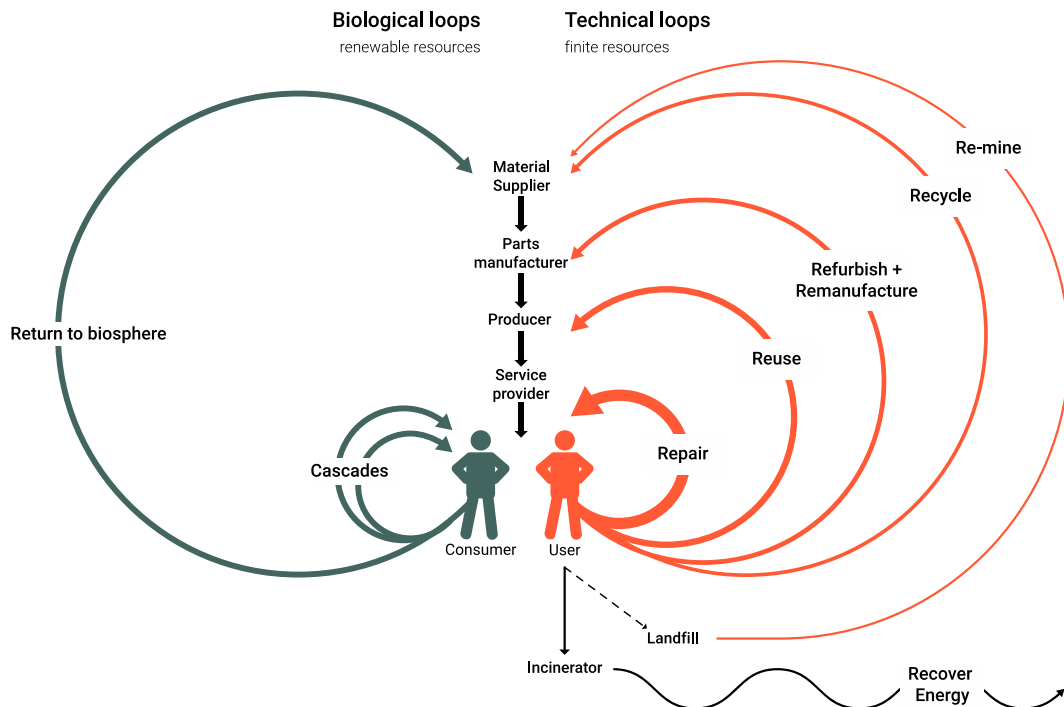 Biological loops
renewable resources
Technical loops
finite resources
Re-mine
Material
Supplier
Recycle
Parts
manufacturer
Refurbish +
Remanufacture
Producer
Return to biosphere
Reuse
Service
provider
Cascades
Repair
Consumer
User
Landfill
Incinerator
Recover
Energy